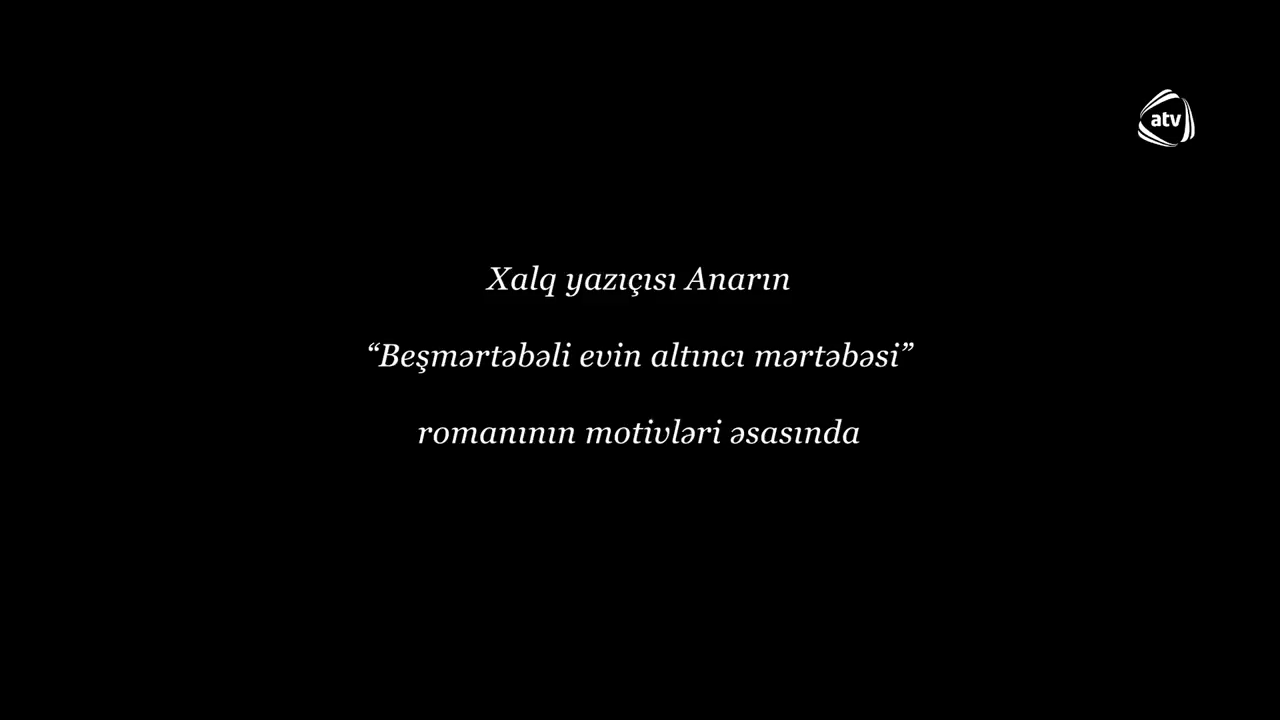 atv
Xalq yazıçısı Anarın
“Beşmərtəbəli evin altıncı mərtəbəsi”
romanının motivləri əsasında